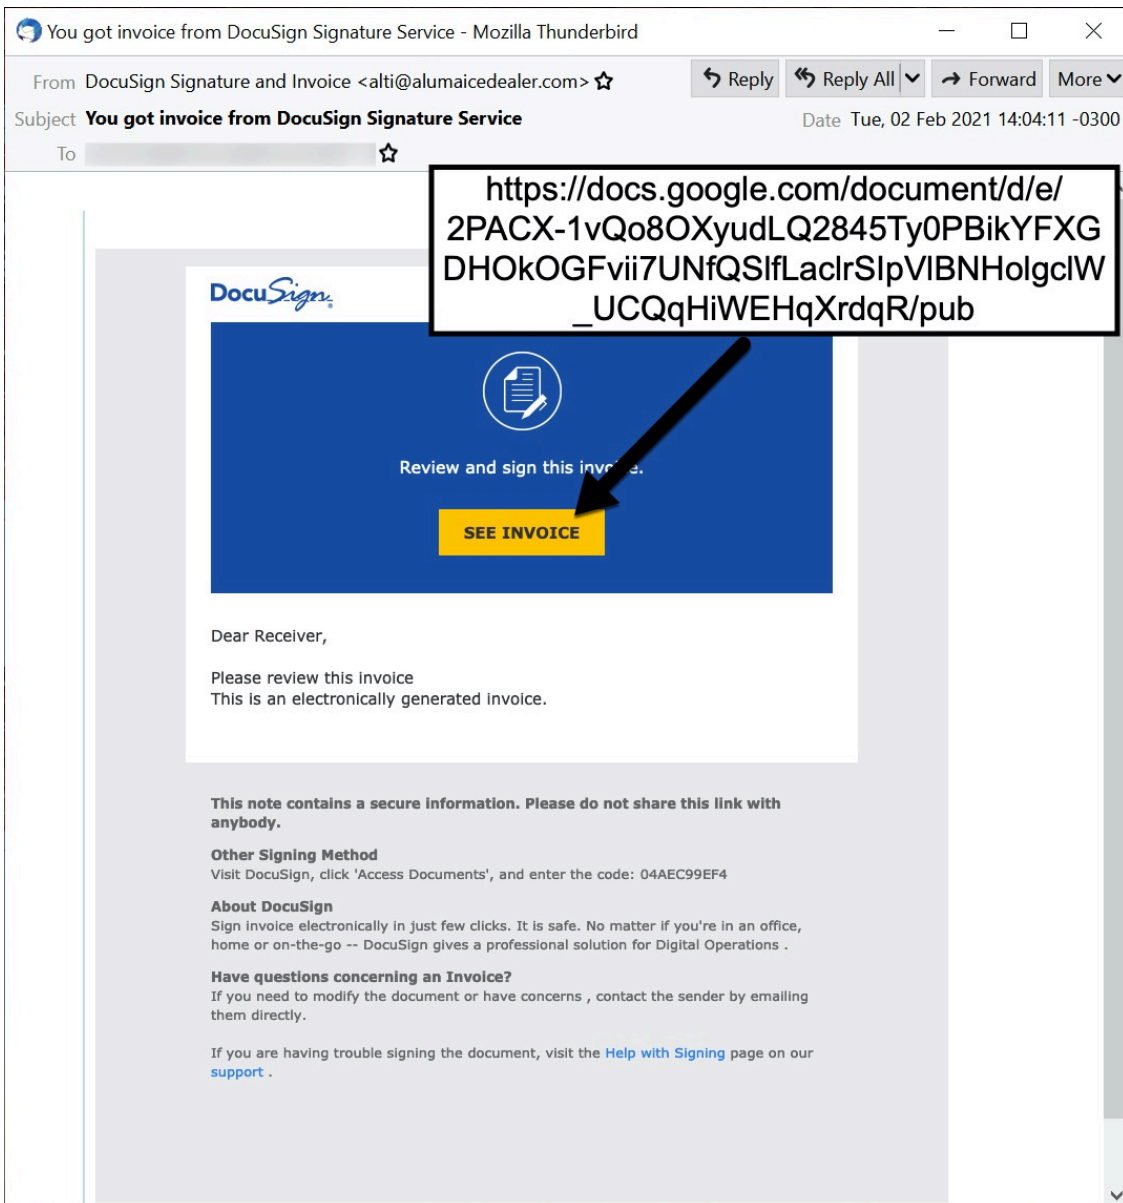 You got invoice from DocuSign Signature Service - Mozilla Thunderbird
From DocuSign Signature and Invoice <alti@alumaicedealer.com>
Reply
Reply All
Forward
More
Subject You got invoice from DocuSign Signature Service
Date Tue, 02 Feb 2021 14:04:11 -0300
To
https://docs.google.com/document/d/e/
2PACX-1vQo8OXyudLQ2845Ty0PBikYFXG
DHOkOGFvii7UNfQSlfLaclrSlpVlBNHolgclW
_UCQqHiWEHqXrdqR/pub
DocuSign®
Review and sign this invoice.
SEE INVOICE
Dear Receiver,
Please review this invoice
This is an electronically generated invoice.
This note contains a secure information. Please do not share this link with
anybody.
Other Signing Method
Visit DocuSign, click 'Access Documents', and enter the code: 04AEC99EF4
About DocuSign
Sign invoice electronically in just few clicks. It is safe. No matter if you're in an office,
home or on-the-go -- DocuSign gives a professional solution for Digital Operations .
Have questions concerning an Invoice?
If you need to modify the document or have concerns , contact the sender by emailing
them directly.
If you are having trouble signing the document, visit the Help with Signing page on our
support .